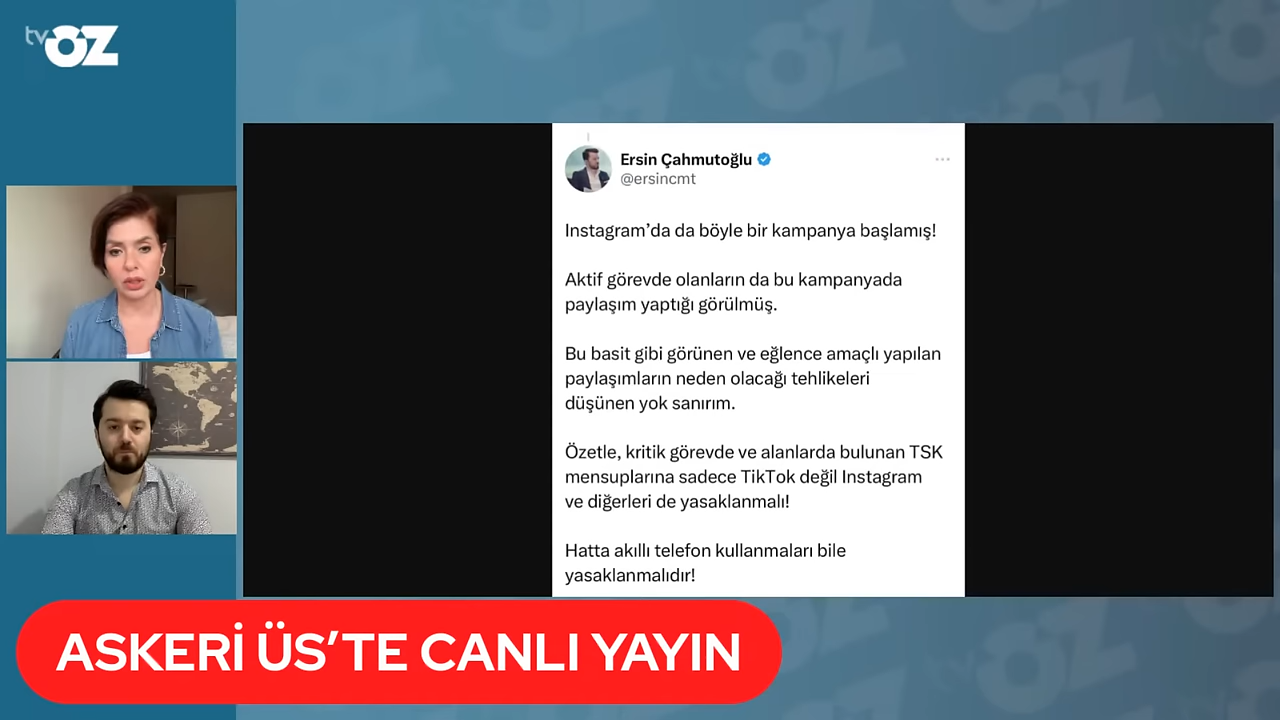 tv ÖZ
Ersin Çahmutoğlu
@ersincmt
Instagram'da da böyle bir kampanya başlamış!
Aktif görevde olanların da bu kampanyada
paylaşım yaptığı görülmüş.
Bu basit gibi görünen ve eğlence amaçlı yapılan
paylaşımların neden olacağı tehlikeleri
düşünen yok sanırım.
Özetle, kritik görevde ve alanlarda bulunan TSK
mensuplarına sadece TikTok değil Instagram
ve diğerleri de yasaklanmalı!
Hatta akıllı telefon kullanmaları bile
yasaklanmalıdır!
ASKERİ ÜS'TE CANLI YAYIN